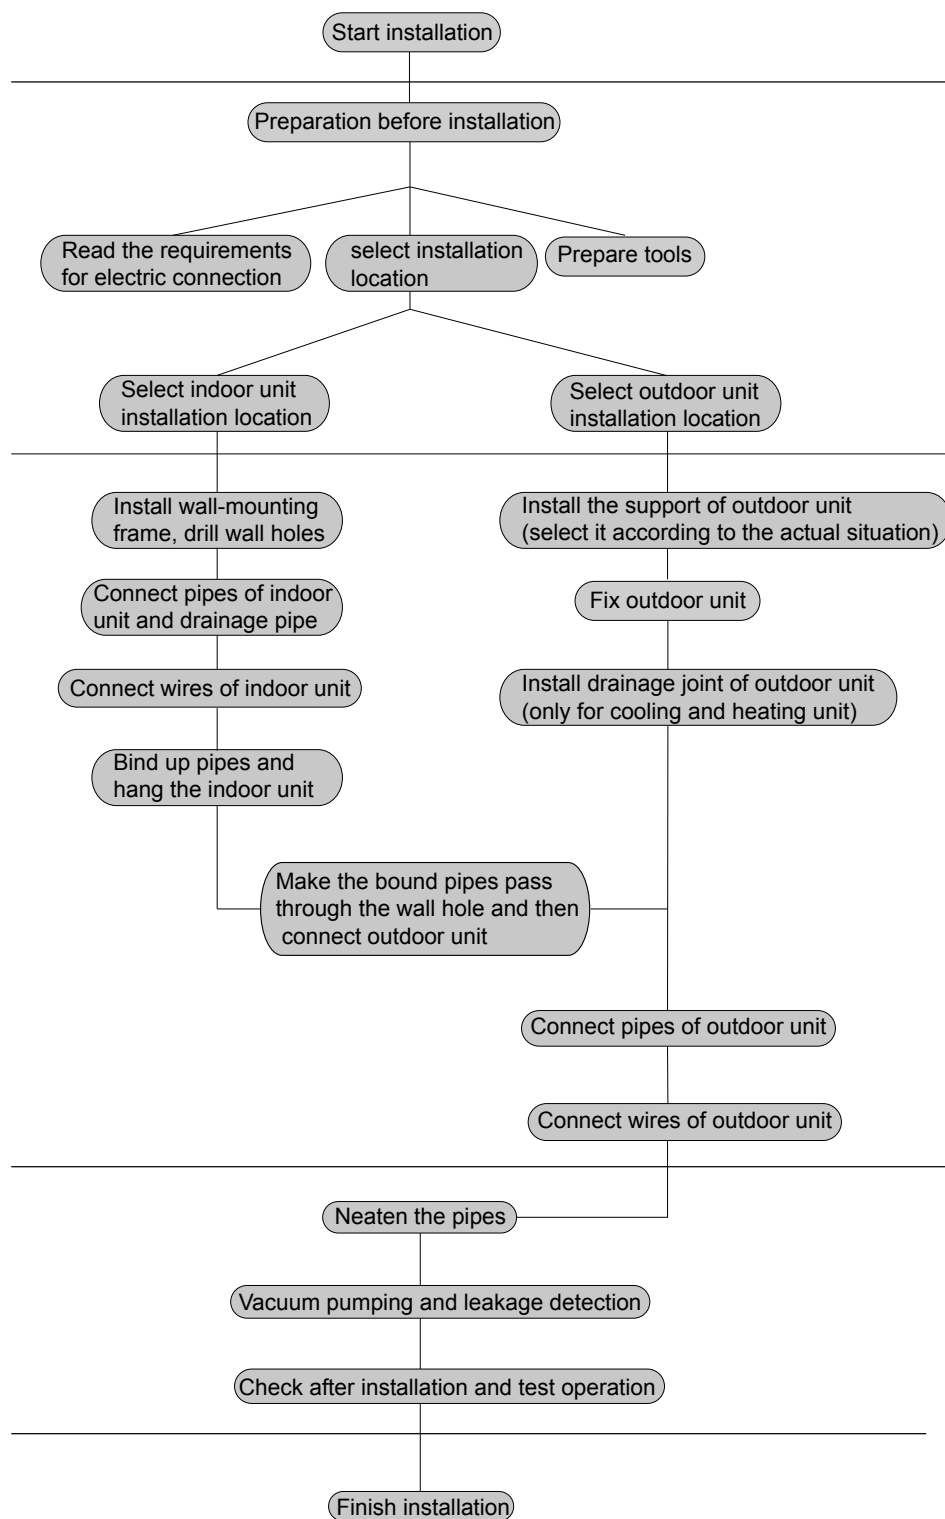 Start installation
Preparation before installation
Read the requirements
for electric connection
select installation
location
Prepare tools
Select indoor unit
installation location
Select outdoor unit
installation location
Install wall-mounting
frame, drill wall holes
Install the support of outdoor unit
(select it according to the actual situation)
Connect pipes of indoor
unit and drainage pipe
Fix outdoor unit
Connect wires of indoor unit
Install drainage joint of outdoor unit
(only for cooling and heating unit)
Bind up pipes and
hang the indoor unit
Make the bound pipes pass
through the wall hole and then
connect outdoor unit
Connect pipes of outdoor unit
Connect wires of outdoor unit
Neaten the pipes
Vacuum pumping and leakage detection
Check after installation and test operation
Finish installation